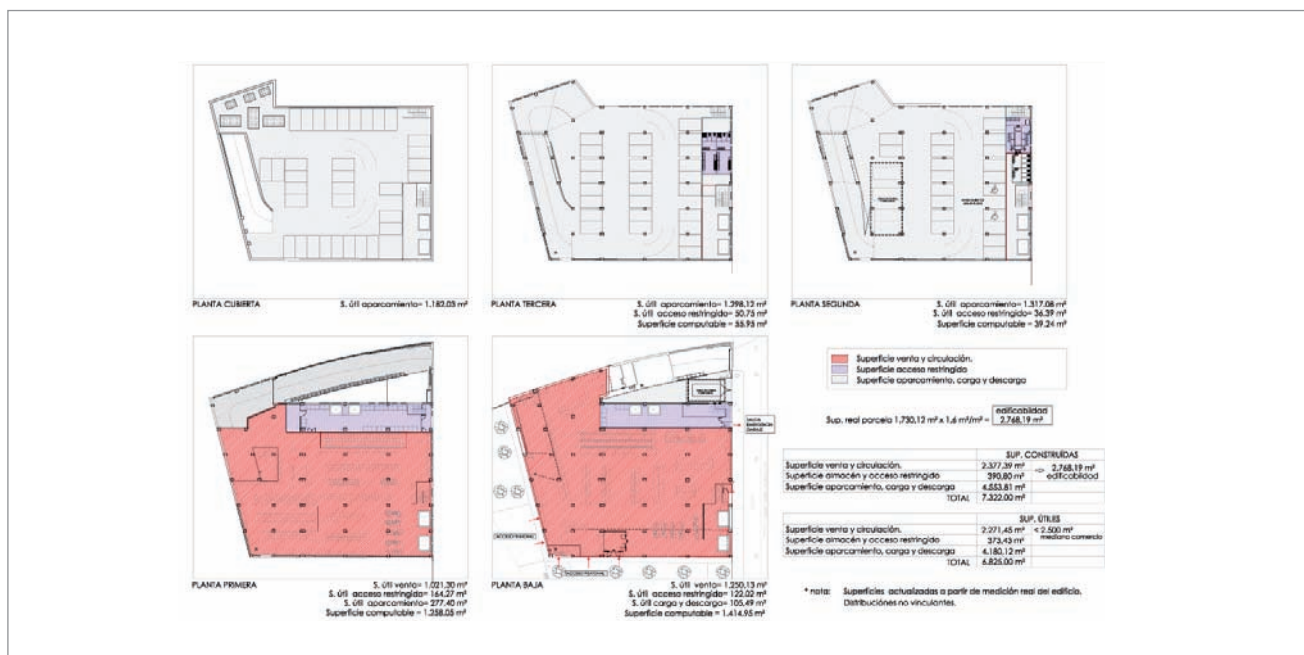 PLANTA CUBIERTA
S. útil aparcamiento= 1.182,03 m²
PLANTA TERCERA
S. útil aparcamiento= 1.298,12 m²
S. útil acceso restringido= 50.75 m²
Superficie computable = 55.95 m²
PLANTA SEGUNDA
S. útil aparcamiento= 1.317,08 m²
S. útil acceso restringido= 36.39 m²
Superficie computable = 39.24 m²
Superficie venta y circulación.
Superficie acceso restringido
Superficie aparcamiento, carga y descarga
Sup. real parcela 1,730,12 m² x 1,6 m²/m² = edificabilidad
2.768,19 m²
PLANTA PRIMERA
S. útil venta= 1.021,30 m²
S. útil acceso restringido= 164,27 m²
S. útil aparcamiento= 277.40 m²
Superficie computable = 1.258.05 m²
ACCESO PEATONAL
ACCESO PEATONAL
PLANTA BAJA
S. útil venta= 1.250,13 m²
S. útil acceso restringido= 122.02 m²
S. útil carga y descarga= 105,49 m²
Superficie computable = 1.414.95 m²
SUP. CONSTRUÍDAS
Superficie venta y circulación. 2.377,39 m² => 2.768,19 m²
Superficie almacén y acceso restringido 390,80 m² edificabilidad
Superficie aparcamiento, carga y descarga 4.553,81 m²
TOTAL 7.322,00 m²
SUP. ÚTILES
Superficie venta y circulación. 2.271,45 m² < 2.500 m²
Superficie almacén y acceso restringido 373,43 m² mediano comercio
Superficie aparcamiento, carga y descarga 4.180,12 m²
TOTAL 6.825,00 m²
* nota: Superficies actualizadas a partir de medición real del edificio.
Distribuciónes no vinculantes.